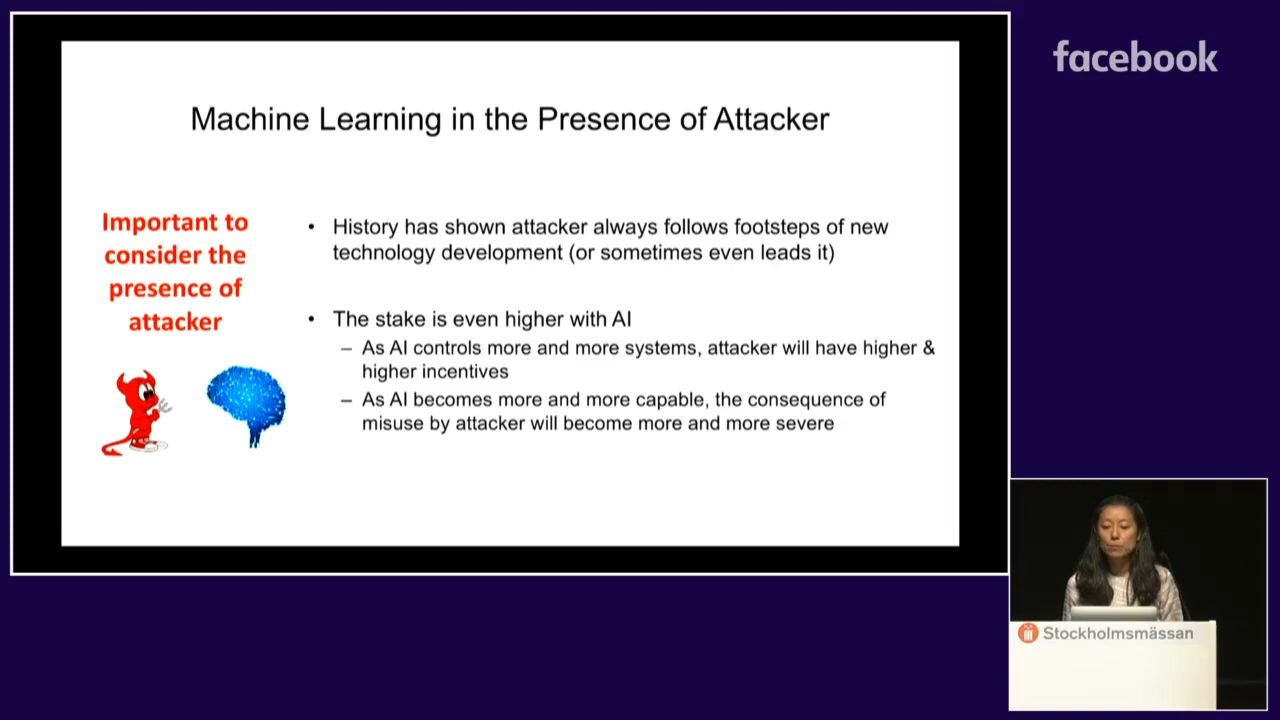 facebook
Machine Learning in the Presence of Attacker
Important to
consider the
presence of
attacker
• History has shown attacker always follows footsteps of new
technology development (or sometimes even leads it)
• The stake is even higher with AI
– As AI controls more and more systems, attacker will have higher &
higher incentives
– As AI becomes more and more capable, the consequence of
misuse by attacker will become more and more severe
Stockholmsmässan